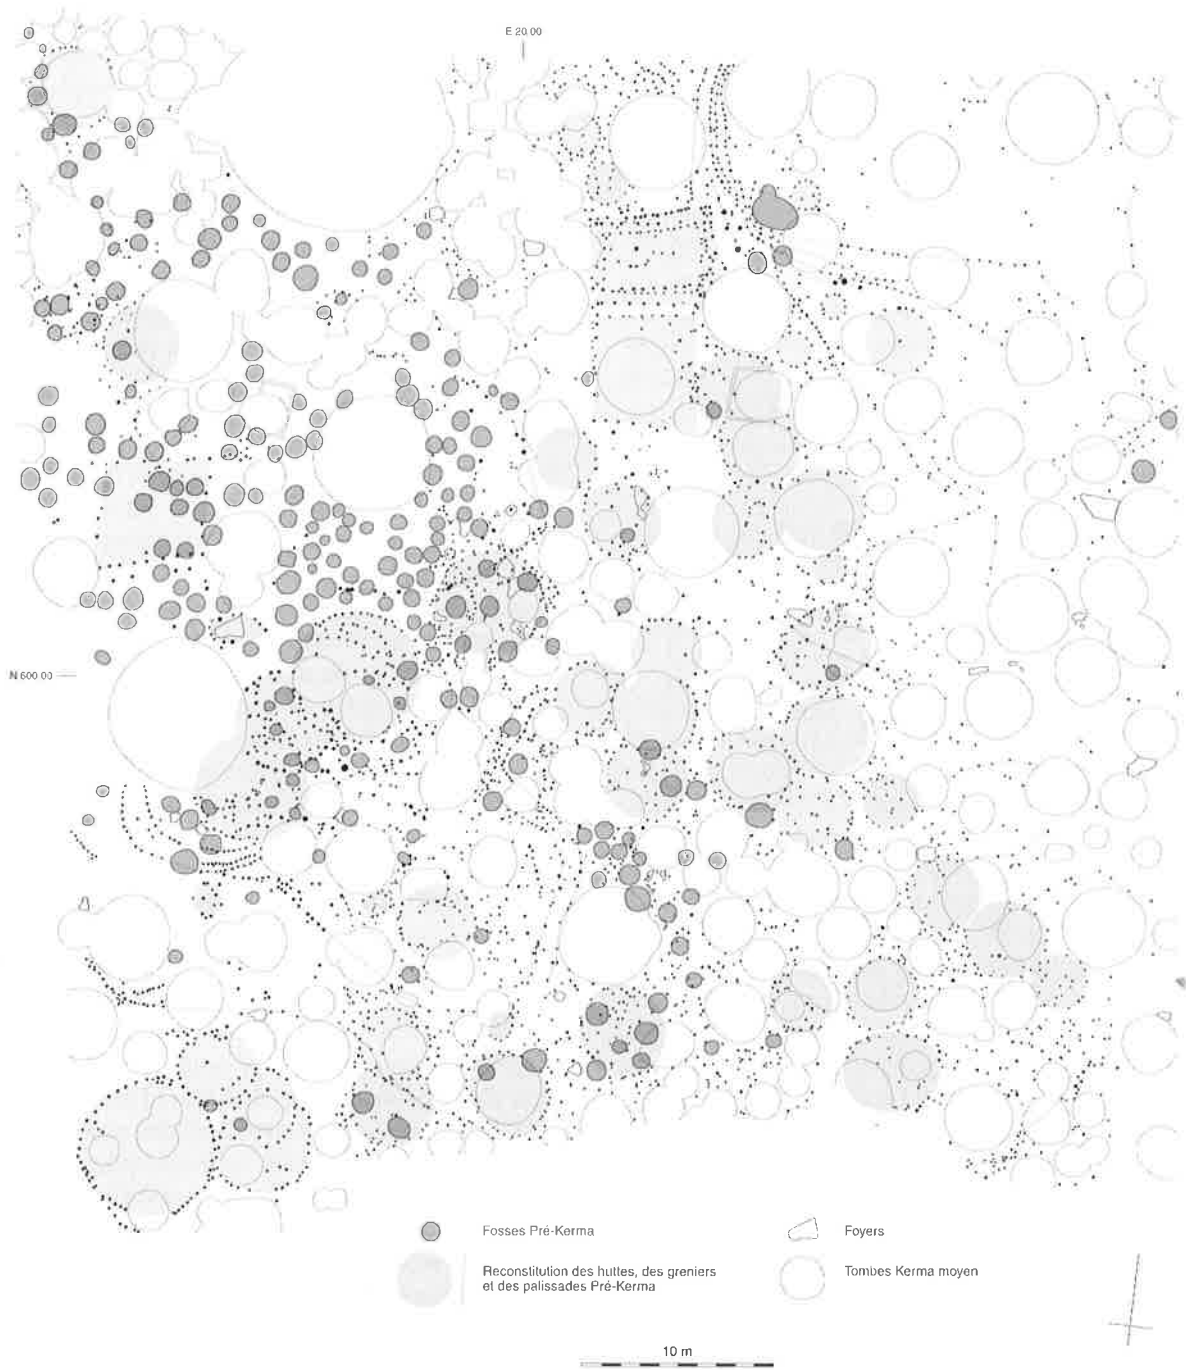 E 20.00
N 600 00
Fosses Pré-Kerma
Foyers
Reconstitution des huttes, des greniers
et des palissades Pré-Kerma
Tombes Kerma moyen
10 m